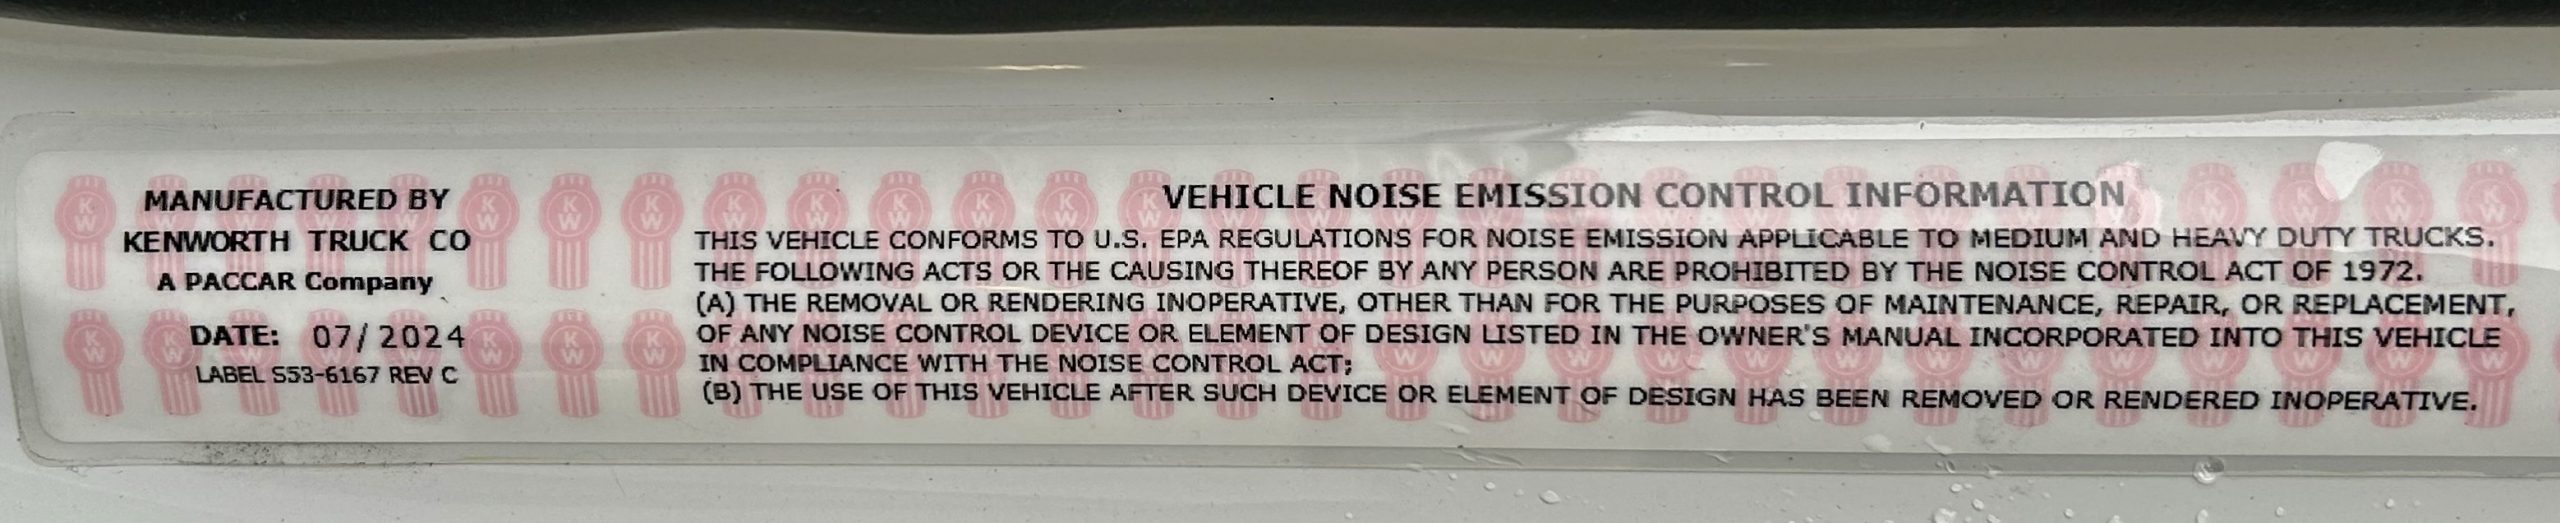 MANUFACTURED BY
KENWORTH TRUCK CO
A PACCAR Company
DATE: 07/2024
LABEL S53-6167 REV C
VEHICLE NOISE EMISSION CONTROL INFORMATION
THIS VEHICLE CONFORMS TO U.S. EPA REGULATIONS FOR NOISE EMISSION APPLICABLE TO MEDIUM AND HEAVY DUTY TRUCKS.
THE FOLLOWING ACTS OR THE CAUSING THEREOF BY ANY PERSON ARE PROHIBITED BY THE NOISE CONTROL ACT OF 1972.
(A) THE REMOVAL OR RENDERING INOPERATIVE, OTHER THAN FOR THE PURPOSES OF MAINTENANCE, REPAIR, OR REPLACEMENT,
OF ANY NOISE CONTROL DEVICE OR ELEMENT OF DESIGN LISTED IN THE OWNER'S MANUAL INCORPORATED INTO THIS VEHICLE
IN COMPLIANCE WITH THE NOISE CONTROL ACT;
(B) THE USE OF THIS VEHICLE AFTER SUCH DEVICE OR ELEMENT OF DESIGN HAS BEEN REMOVED OR RENDERED INOPERATIVE.